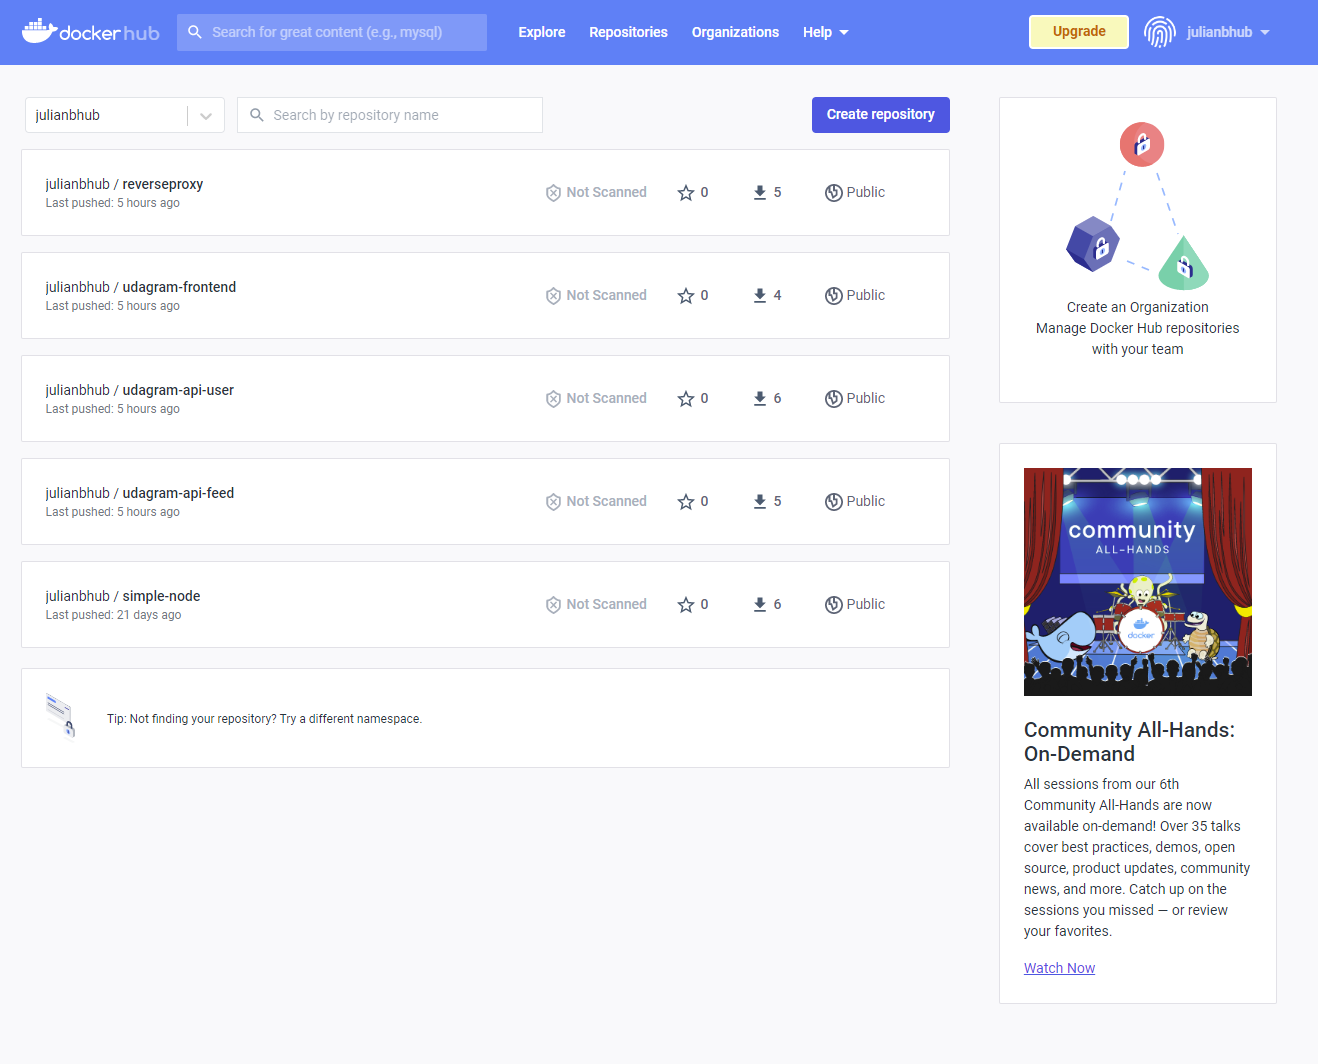 docker hub
Search for great content (e.g., mysql)
Explore
Repositories
Organizations
Help
Upgrade
julianbhub
julianbhub
Search by repository name
Create repository
julianbhub / reverseproxy
Last pushed: 5 hours ago
Not Scanned
0
5
Public
julianbhub / udagram-frontend
Last pushed: 5 hours ago
Not Scanned
0
4
Public
julianbhub / udagram-api-user
Last pushed: 5 hours ago
Not Scanned
0
6
Public
julianbhub / udagram-api-feed
Last pushed: 5 hours ago
Not Scanned
0
5
Public
julianbhub / simple-node
Last pushed: 21 days ago
Not Scanned
0
6
Public
Tip: Not finding your repository? Try a different namespace.
Create an Organization
Manage Docker Hub repositories
with your team
community
ALL-HANDS
docker
Community All-Hands:
On-Demand
All sessions from our 6th
Community All-Hands are now
available on-demand! Over 35 talks
cover best practices, demos, open
source, product updates, community
news, and more. Catch up on the
sessions you missed — or review
your favorites.
Watch Now